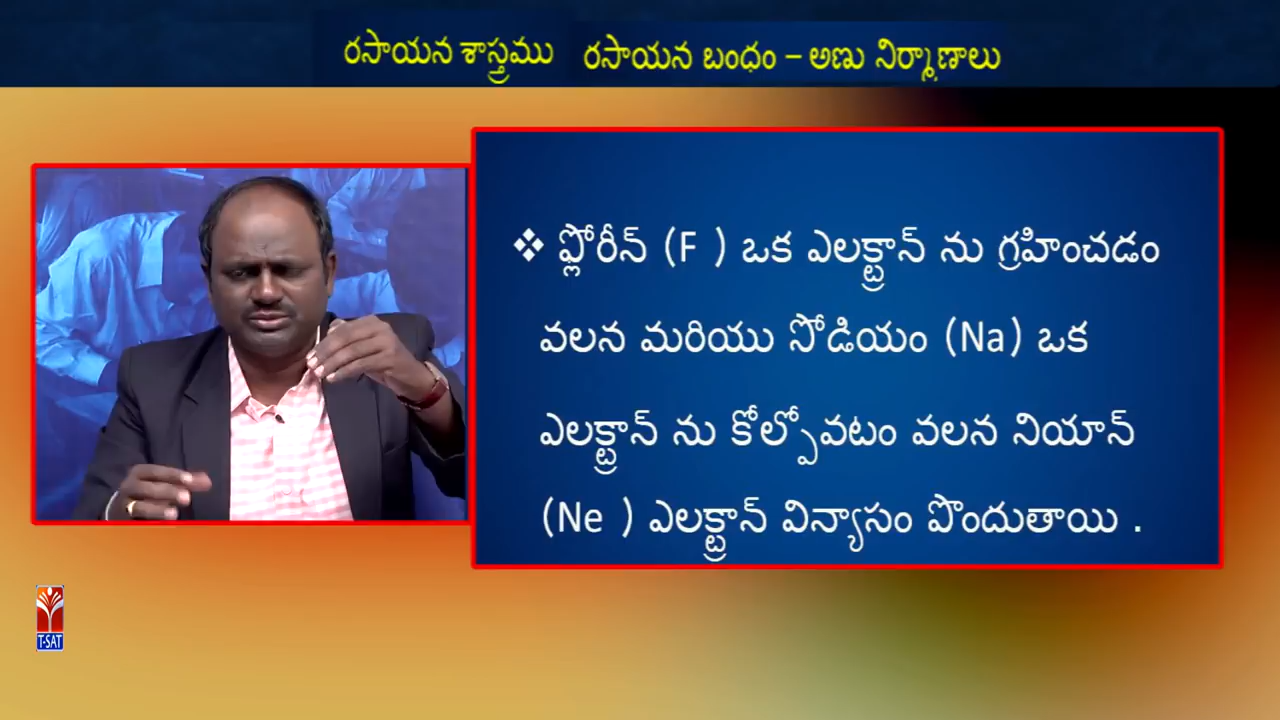 రసాయన శాస్త్రము రసాయన బంధం – అణు నిర్మాణాలు
❖ ఫ్లోరీన్ (F ) ఒక ఎలక్ట్రాన్ ను గ్రహించడం
వలన మరియు సోడియం (Na) ఒక
ఎలక్ట్రాన్ ను కోల్పోవటం వలన నియాన్
(Ne ) ఎలక్ట్రాన్ విన్యాసం పొందుతాయి .
T-SAT